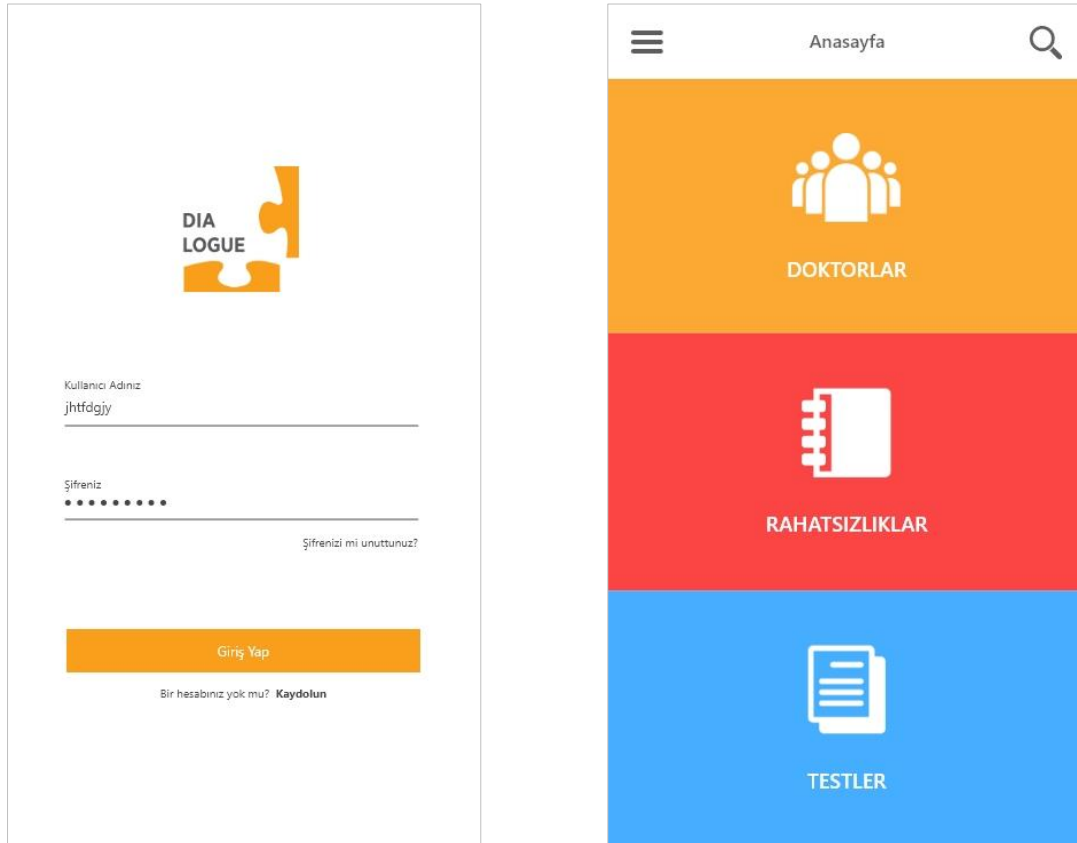 DIA
LOGUE
Kullanıcı Adınız
jhtfdgjy
Şifreniz
•••••••••
Şifrenizi mi unuttunuz?
Giriş Yap
Bir hesabınız yok mu? Kaydolun
Anasayfa
DOKTORLAR
RAHATSIZLIKLAR
TESTLER